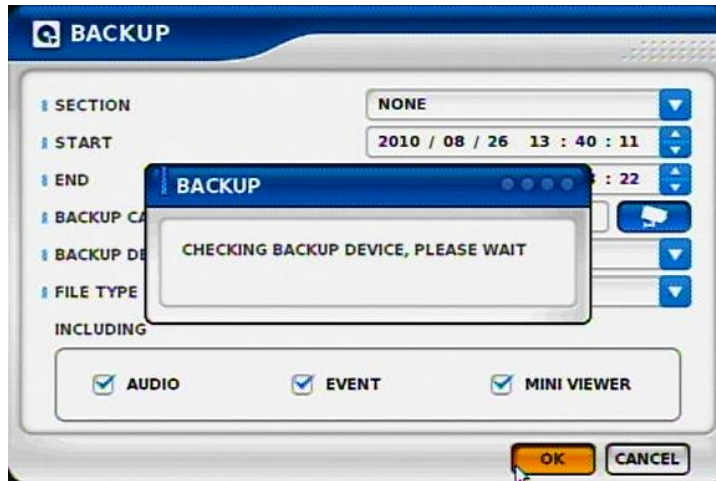 BACKUP
SECTION NONE
START 2010 / 08 / 26 13 : 40 : 11
END : 22
BACKUP CA
BACKUP DE
FILE TYPE
INCLUDING
AUDIO EVENT MINI VIEWER
OK CANCEL
BACKUP
CHECKING BACKUP DEVICE, PLEASE WAIT